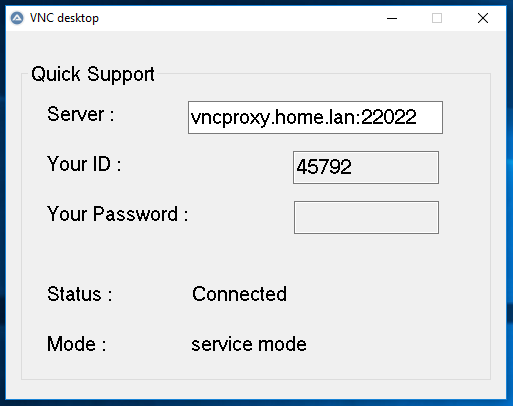 VNC desktop
Quick Support
Server : vncproxy.home.lan:22022
Your ID : 45792
Your Password :
Status : Connected
Mode : service mode